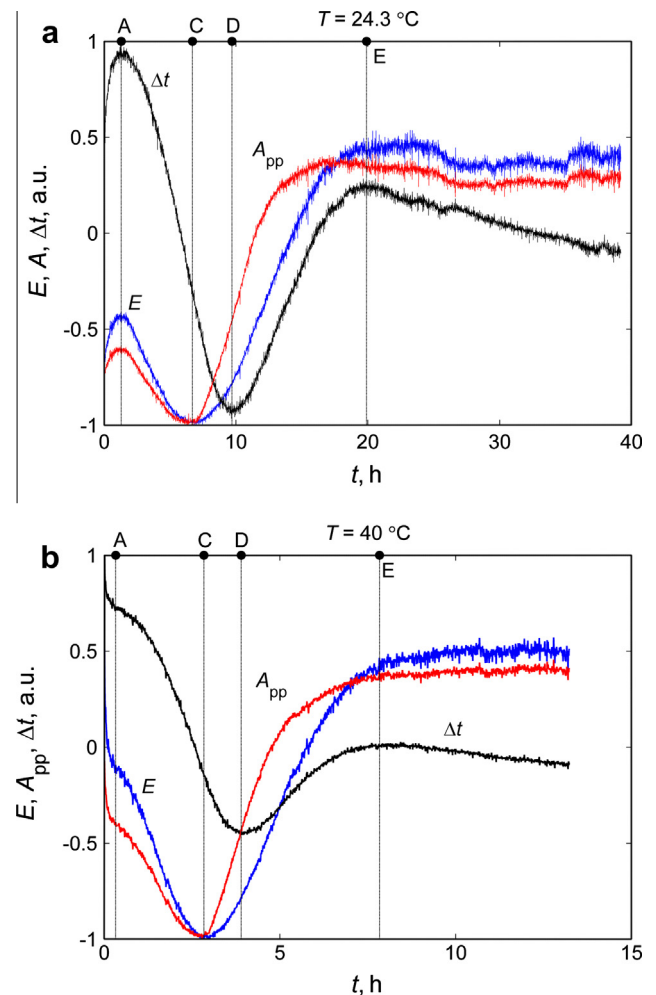 a
T = 24.3 °C
A
C
D
E
1
0.5
0
-0.5
-1
E, A, Δt, a.u.
Δt
A_pp
E
0
10
20
30
40
t, h
b
T = 40 °C
A
C
D
E
1
0.5
0
-0.5
-1
E, A_pp, Δt, a.u.
A_pp
E
Δt
0
5
10
15
t, h